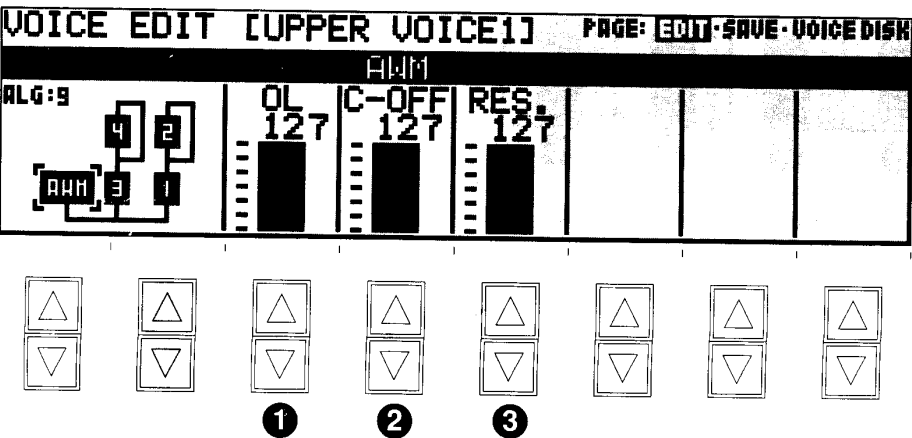 VOICE EDIT [UPPER VOICE1] PAGE: EDIT·SAVE·VOICE DISK
AWM
ALG:9 OL C-OFF RES.
127 127 127
4 2
AWM 3 1
1 2 3